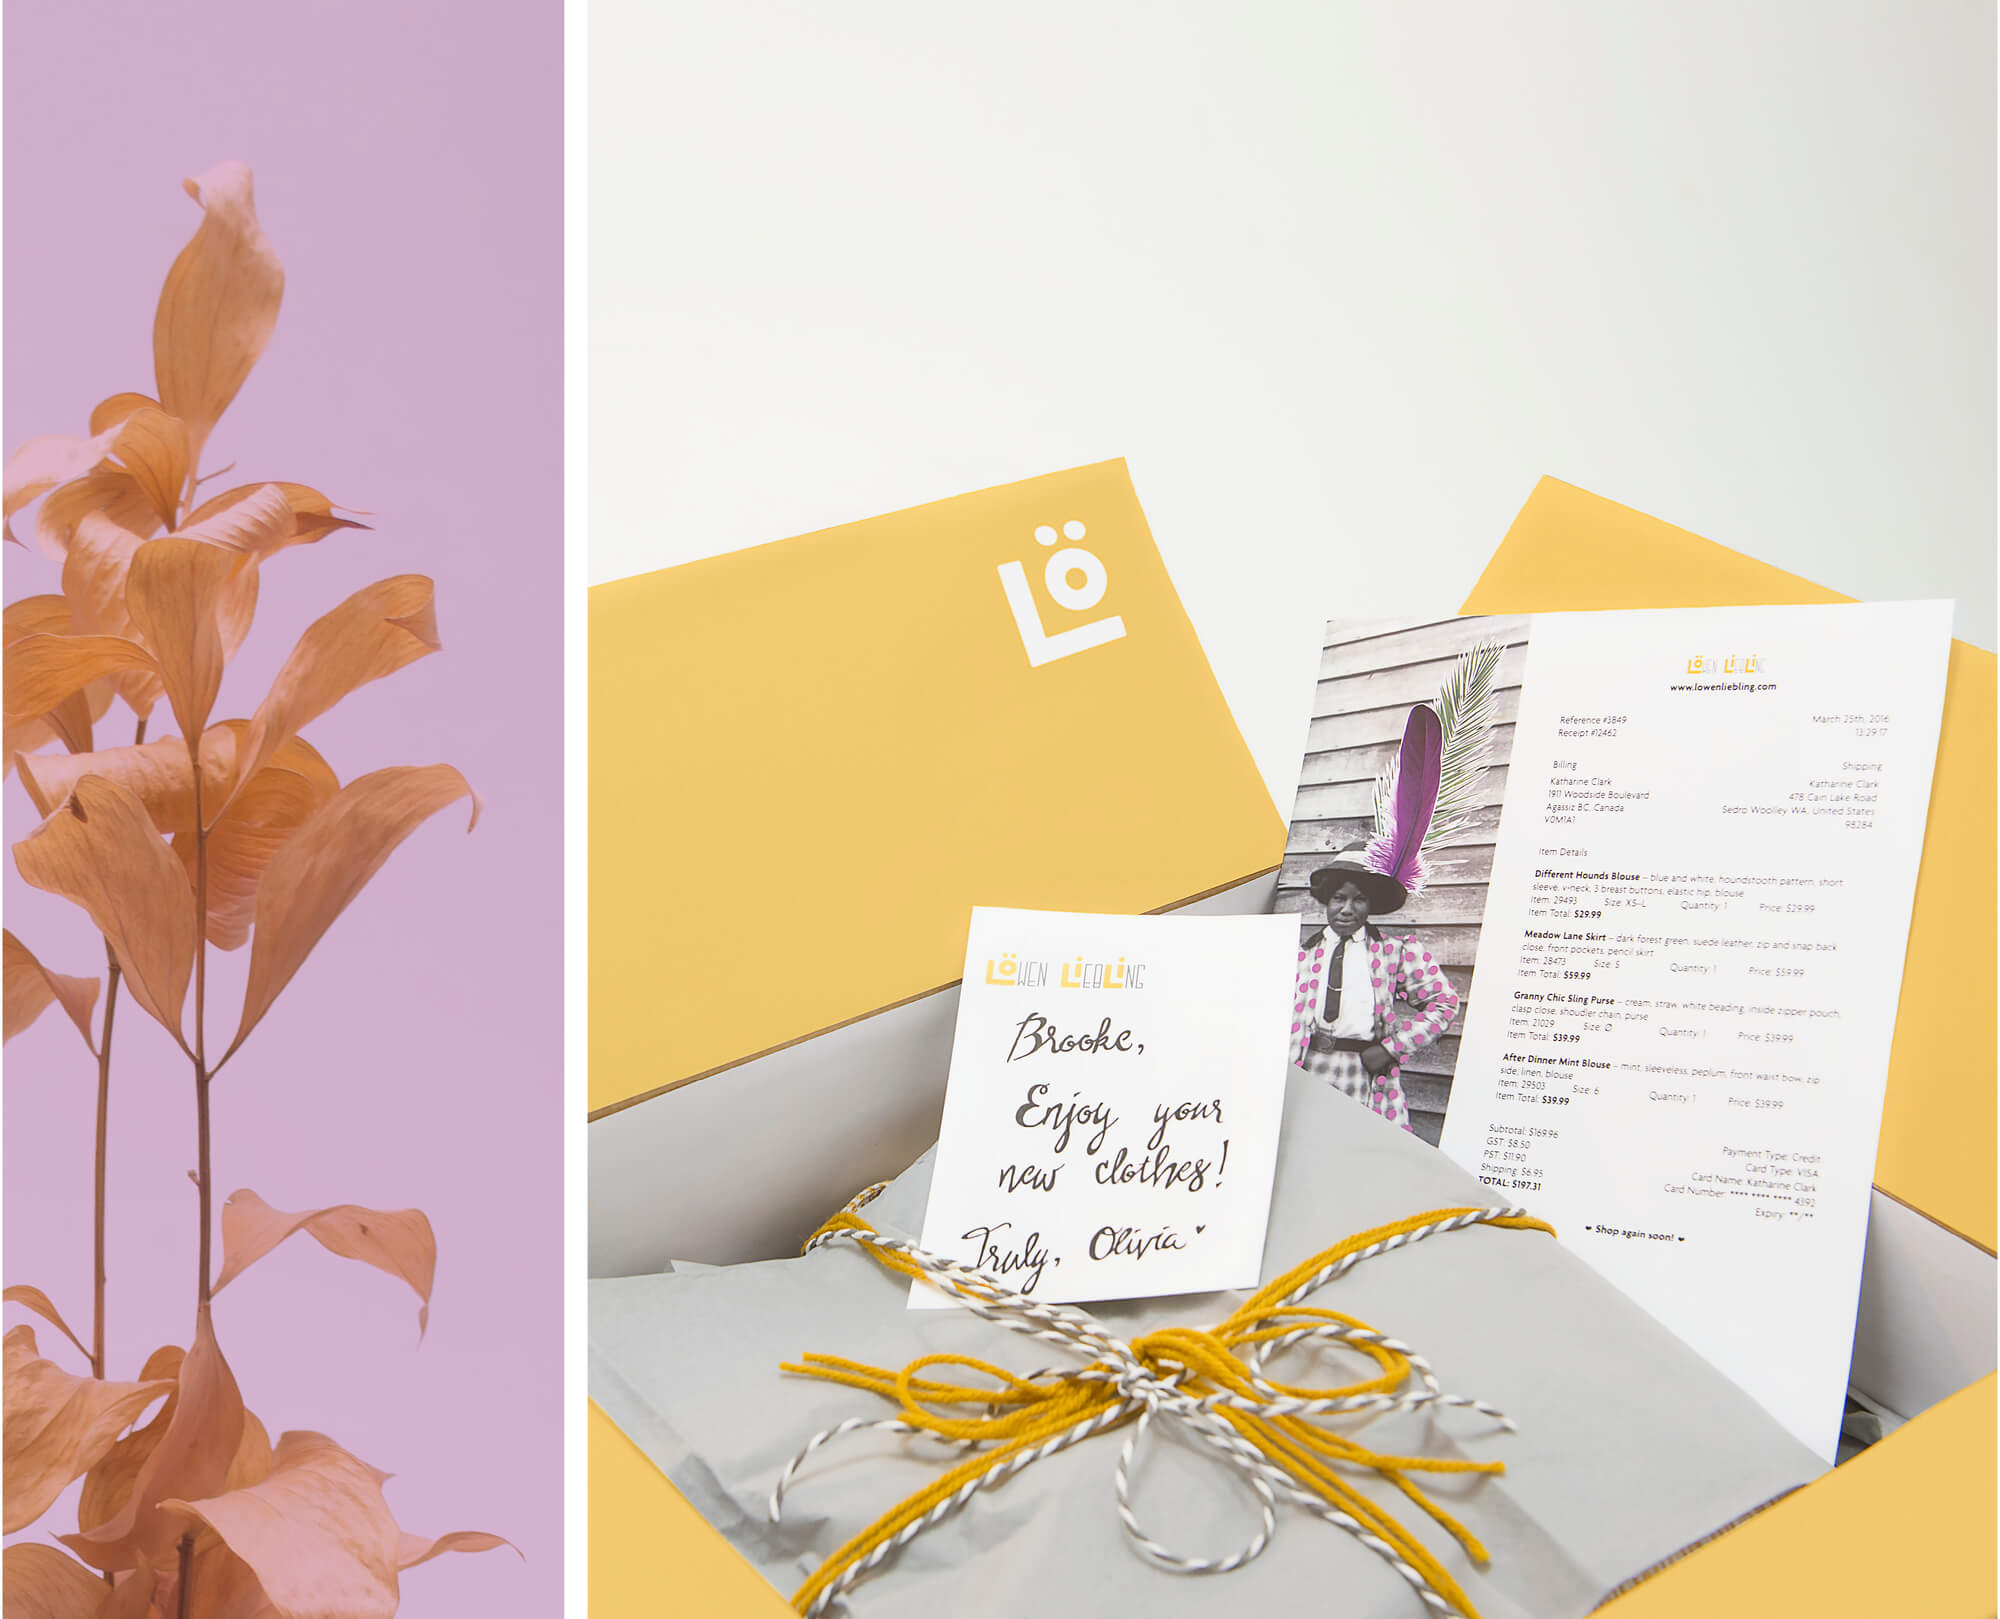 LÖ
LÖWEN LIEBLING
Brooke,
Enjoy your
new clothes!
Truly, Olivia
LÖWEN LIEBLING
www.lowenliebling.com
Reference #3849
Receipt #12462
March 25th, 2016
13:29:17
Billing
Katharine Clark
1911 Woodside Boulevard
Agassiz BC, Canada
V0M1A1
Shipping
Katharine Clark
478 Cain Lake Road
Sedro Woolley WA, United States
98284
Item Details
Different Hounds Blouse – blue and white, houndstooth pattern, short
sleeve, v-neck, 3 breast buttons, elastic hip, blouse
Item: 29493 Size: XS-L Quantity: 1 Price: $29.99
Item Total: $29.99
Meadow Lane Skirt – dark forest green, suede leather, zip and snap back
close, front pockets, pencil skirt
Item: 28473 Size: S Quantity: 1 Price: $59.99
Item Total: $59.99
Granny Chic Sling Purse – cream, straw, white beading, inside zipper pouch,
clasp close, shoudler chain, purse
Item: 21029 Size: Ø Quantity: 1 Price: $39.99
Item Total: $39.99
After Dinner Mint Blouse – mint, sleeveless, peplum, front waist bow, zip
side, linen, blouse
Item: 29503 Size: 6 Quantity: 1 Price: $39.99
Item Total: $39.99
Subtotal: $169.96
GST: $8.50
PST: $11.90
Shipping: $6.95
TOTAL: $197.31
Payment Type: Credit
Card Type: VISA
Card Name: Katharine Clark
Card Number: **** **** **** 4392
Expiry: **/**
❤ Shop again soon! ❤